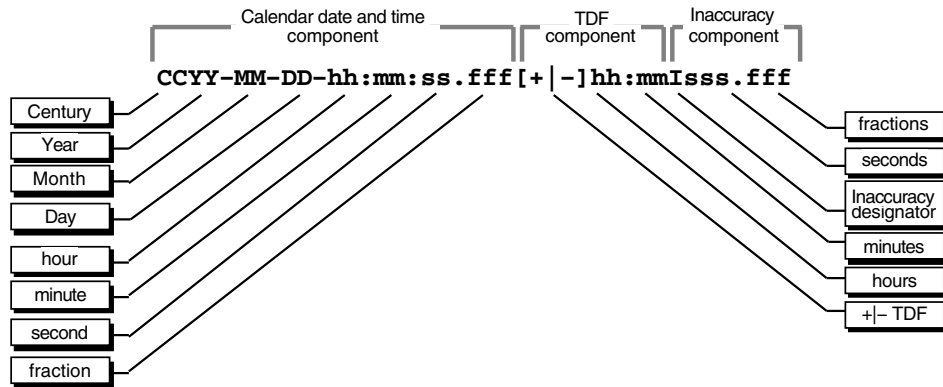 Calendar date and time
component
TDF
component
Inaccuracy
component
CCYY-MM-DD-hh:mm:ss.fff[+|-]hh:mmIsss.fff
Century
Year
Month
Day
hour
minute
second
fraction
fractions
seconds
Inaccuracy
designator
minutes
hours
+|– TDF